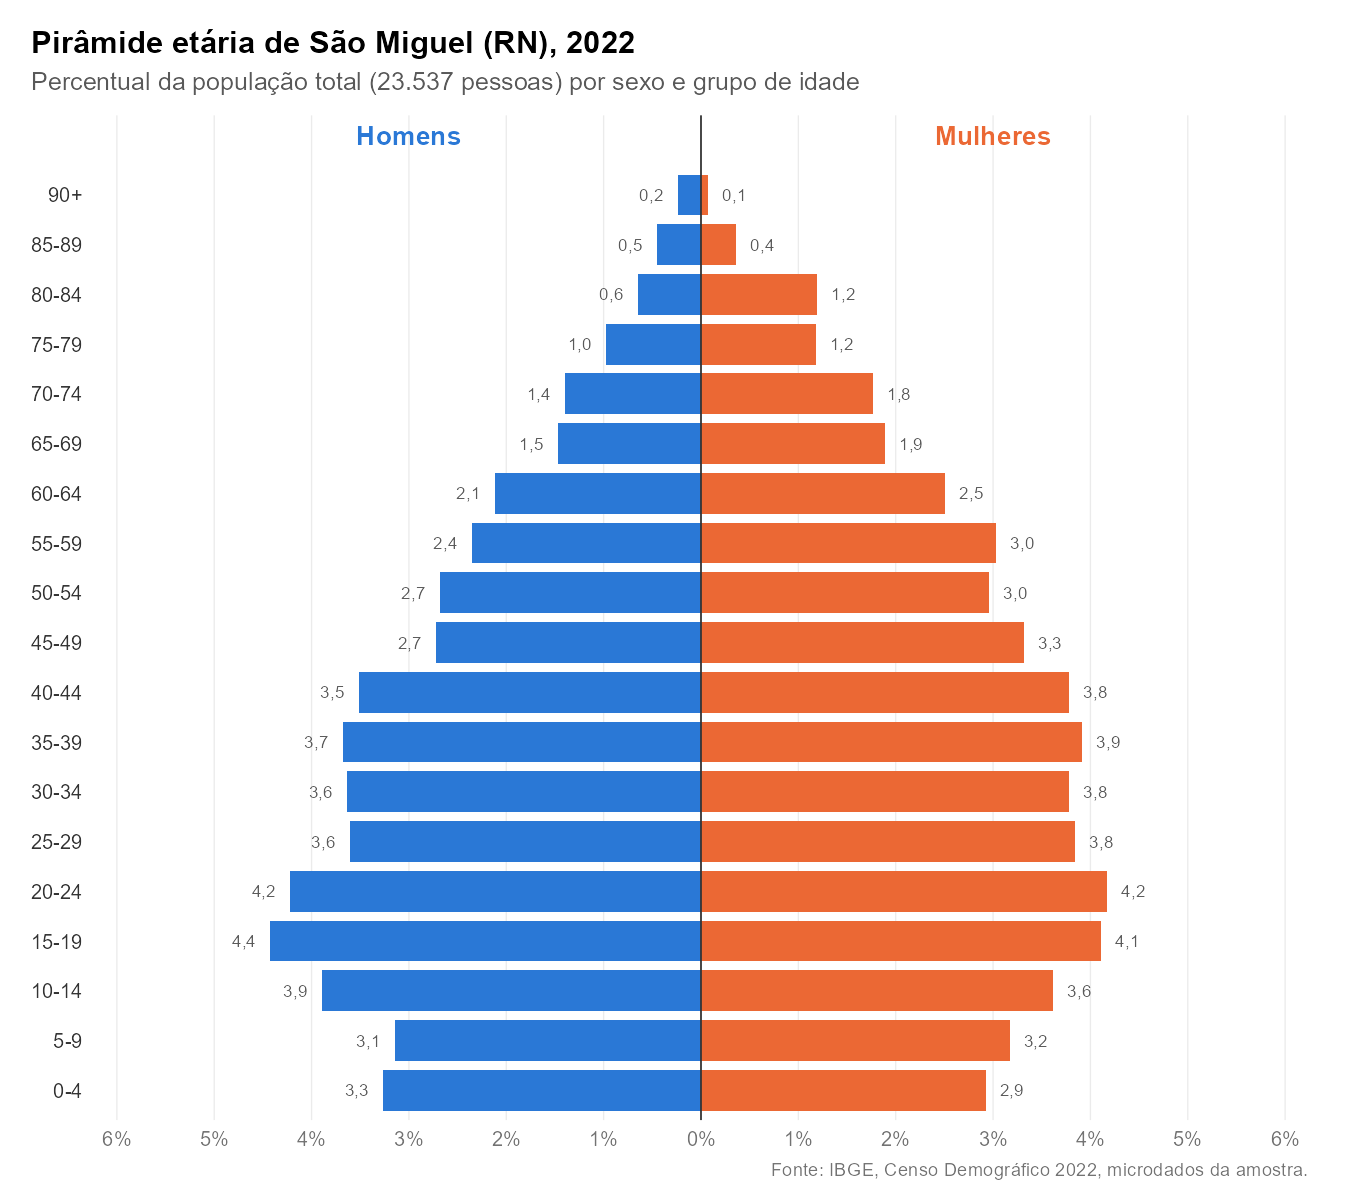 Pirâmide etária de São Miguel (RN), 2022
Percentual da população total (23.537 pessoas) por sexo e grupo de idade
Homens Mulheres
90+ 0,2 0,1
85-89 0,5 0,4
80-84 0,6 1,2
75-79 1,0 1,2
70-74 1,4 1,8
65-69 1,5 1,9
60-64 2,1 2,5
55-59 2,4 3,0
50-54 2,7 3,0
45-49 2,7 3,3
40-44 3,5 3,8
35-39 3,7 3,9
30-34 3,6 3,8
25-29 3,6 3,8
20-24 4,2 4,2
15-19 4,4 4,1
10-14 3,9 3,6
5-9 3,1 3,2
0-4 3,3 2,9
6% 5% 4% 3% 2% 1% 0% 1% 2% 3% 4% 5% 6%
Fonte: IBGE, Censo Demográfico 2022, microdados da amostra.